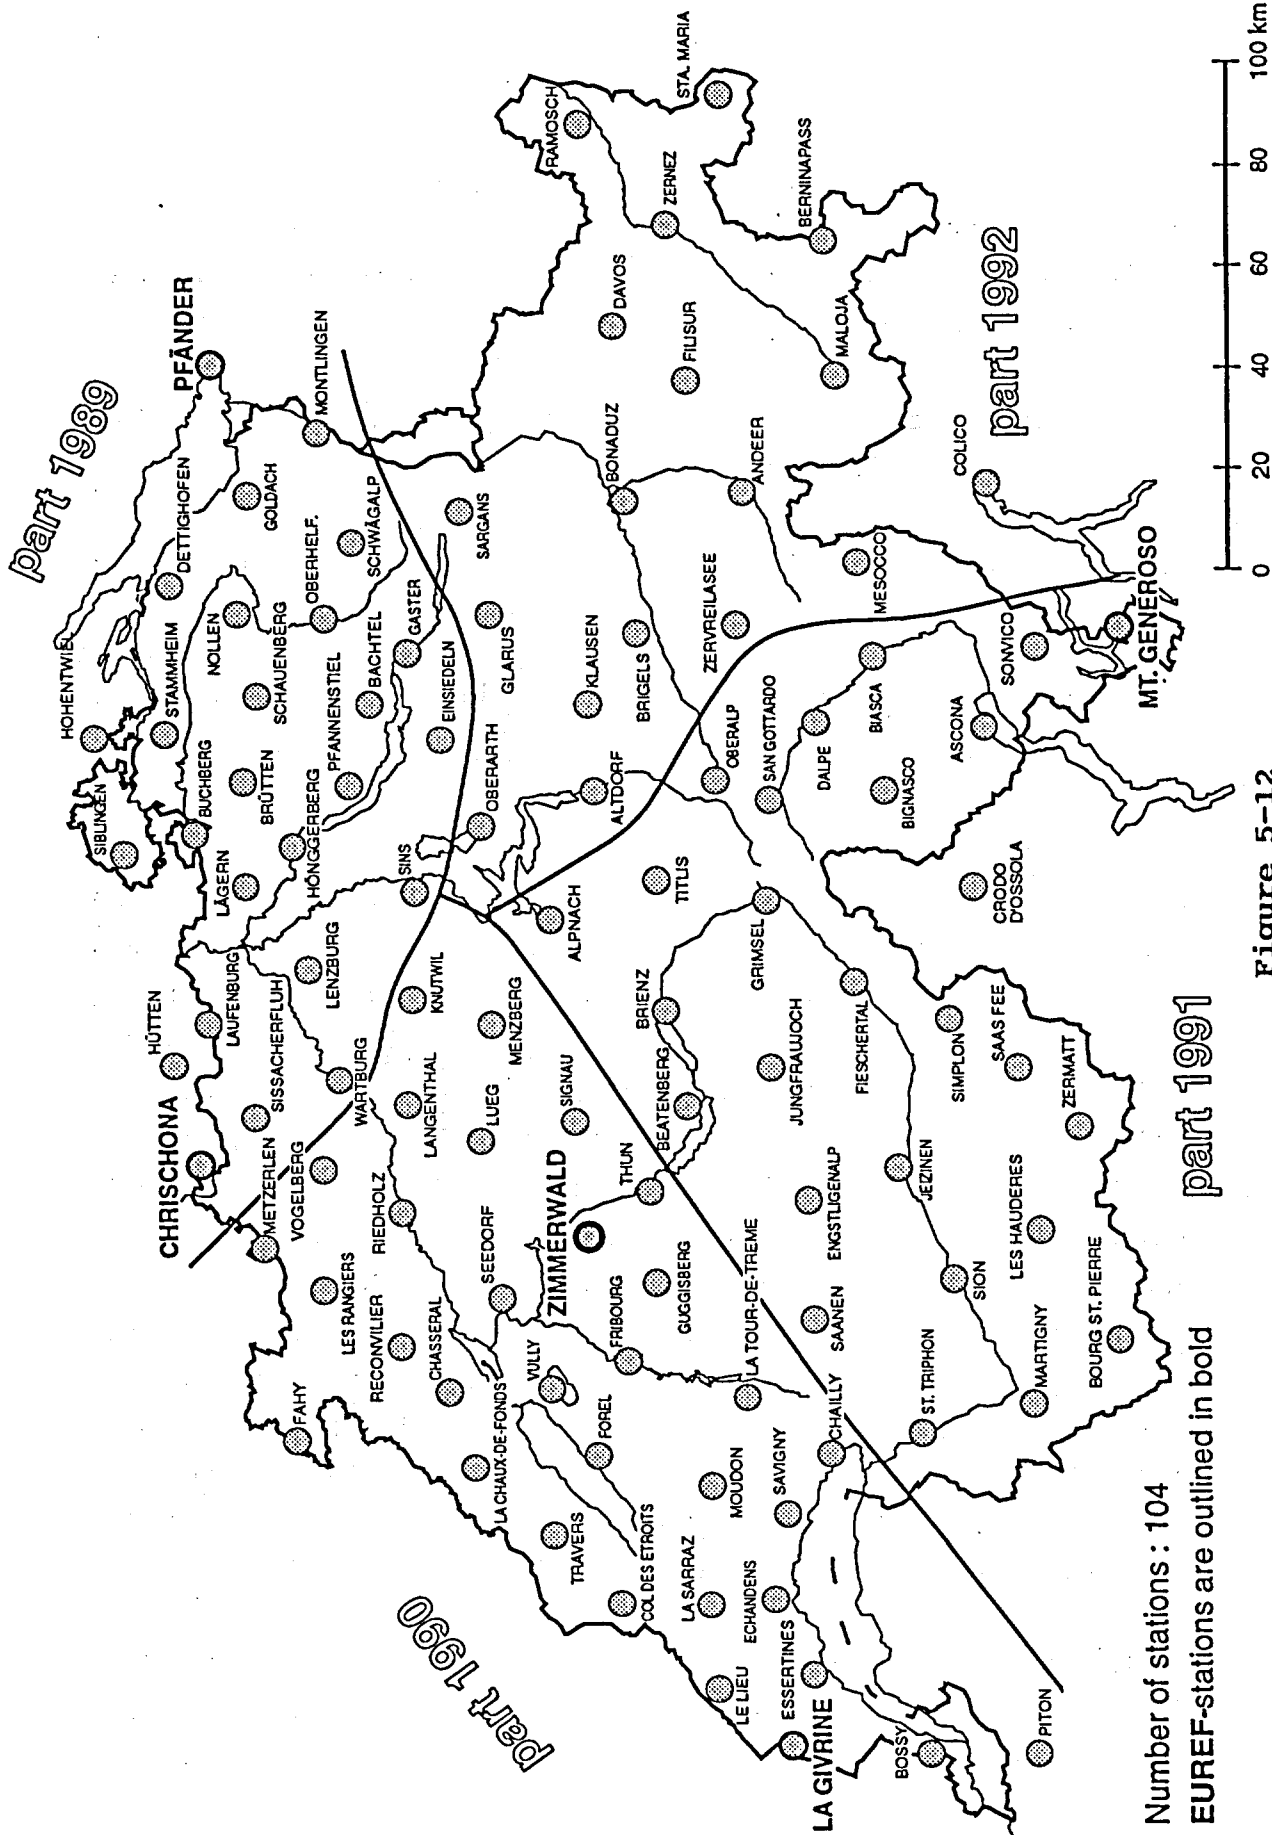 part 1989
part 1990
part 1991
part 1992
HOHENTWIEL
SIBLINGEN
STAMMHEIM
DETTIGHOFEN
PFÄNDER
HÜTTEN
CHRISCHONA
LAUFENBURG
LÄGERN
BUCHBERG
BRÜTTEN
NOLLEN
SCHAUENBERG
GOLDACH
OBERHELF.
MONTLINGEN
SCHWÄGALP
METZERLEN
SISSACHERFLUH
LENZBURG
HÖNGGERBERG
PFANNENSTIEL
BACHTEL
GASTER
FAHY
LES RANGIERS
VOGELBERG
WARTBURG
SINS
EINSIEDELN
SARGANS
RECONVILIER
RIEDHOLZ
LANGENTHAL
KNUTWIL
OBERARTH
GLARUS
CHASSERAL
LUEG
MENZBERG
LA CHAUX-DE-FONDS
SEEDORF
SIGNAU
ALPNACH
ALTDORF
KLAUSEN
BRIGELS
BONADUZ
DAVOS
RAMOSCH
VULLY
ZIMMERWALD
TRAVERS
FOREL
FRIBOURG
THUN
BRIENZ
TITLIS
ZERNEZ
STA. MARIA
COL DES ETROITS
GUGGISBERG
BEATENBERG
FILISUR
LA SARRAZ
MOUDON
LA TOUR-DE-TREME
GRIMSEL
OBERALP
ZERVREILASEE
ANDEER
LE LIEU
ECHANDENS
SAVIGNY
JUNGFRAUJOCH
SAN GOTTARDO
BERNINAPASS
ESSERTINES
LA GIVRINE
CHAILLY
SAANEN
ENGSTLIGENALP
FIESCHERTAL
DALPE
BIASCA
MESOCCO
MALOJA
BOSSY
ST. TRIPHON
SION
JEIZINEN
SIMPLON
BIGNASCO
ASCONA
COLICO
PITON
MARTIGNY
LES HAUDERES
SAAS FEE
CRODO
D'OSSOLA
SONVICO
BOURG ST. PIERRE
ZERMATT
MT. GENEROSO
0 20 40 60 80 100 km
Number of stations : 104
EUREF-stations are outlined in bold
Figure 5-12